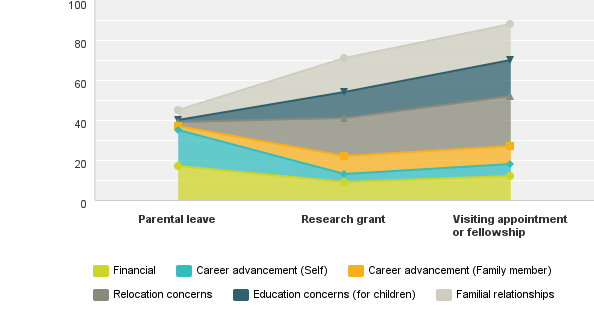 100
80
60
40
20
0
Parental leave Research grant Visiting appointment
or fellowship
Financial Career advancement (Self) Career advancement (Family member)
Relocation concerns Education concerns (for children) Familial relationships